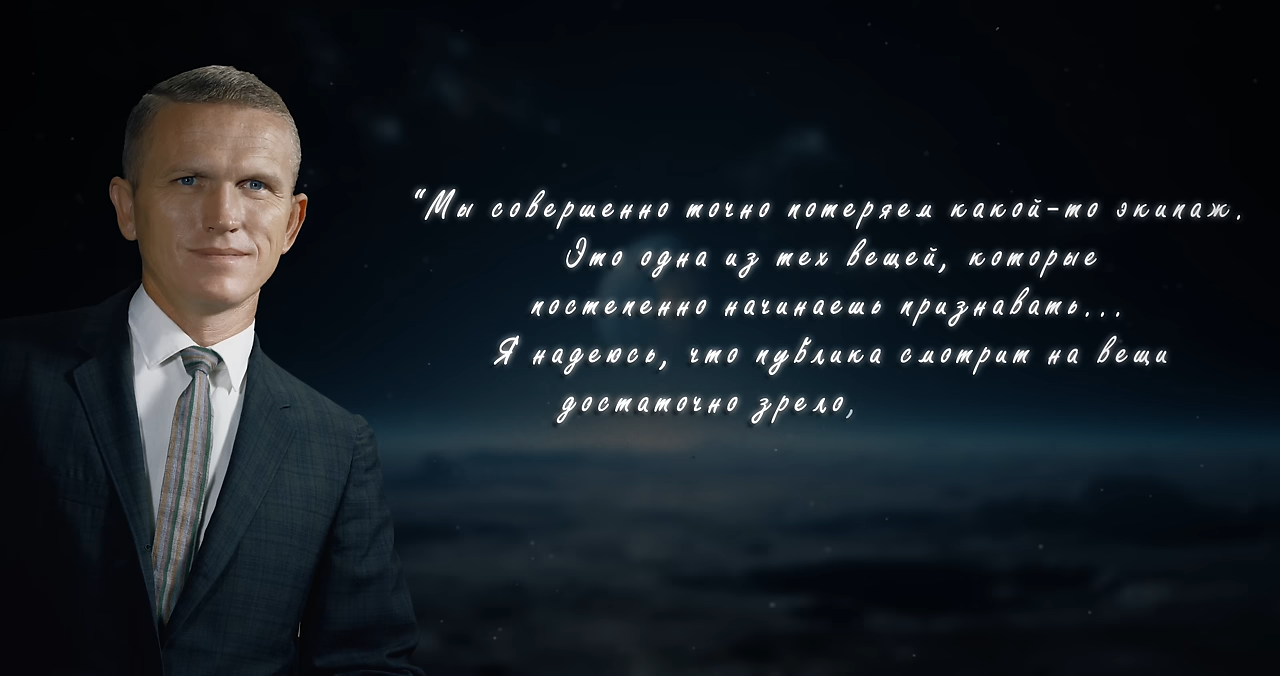 “Мы совершенно точно потеряем какой-то экипаж.
Это одна из тех вещей, которые
постепенно начинаешь признавать...
Я надеюсь, что публика смотрит на вещи
достаточно зрело,